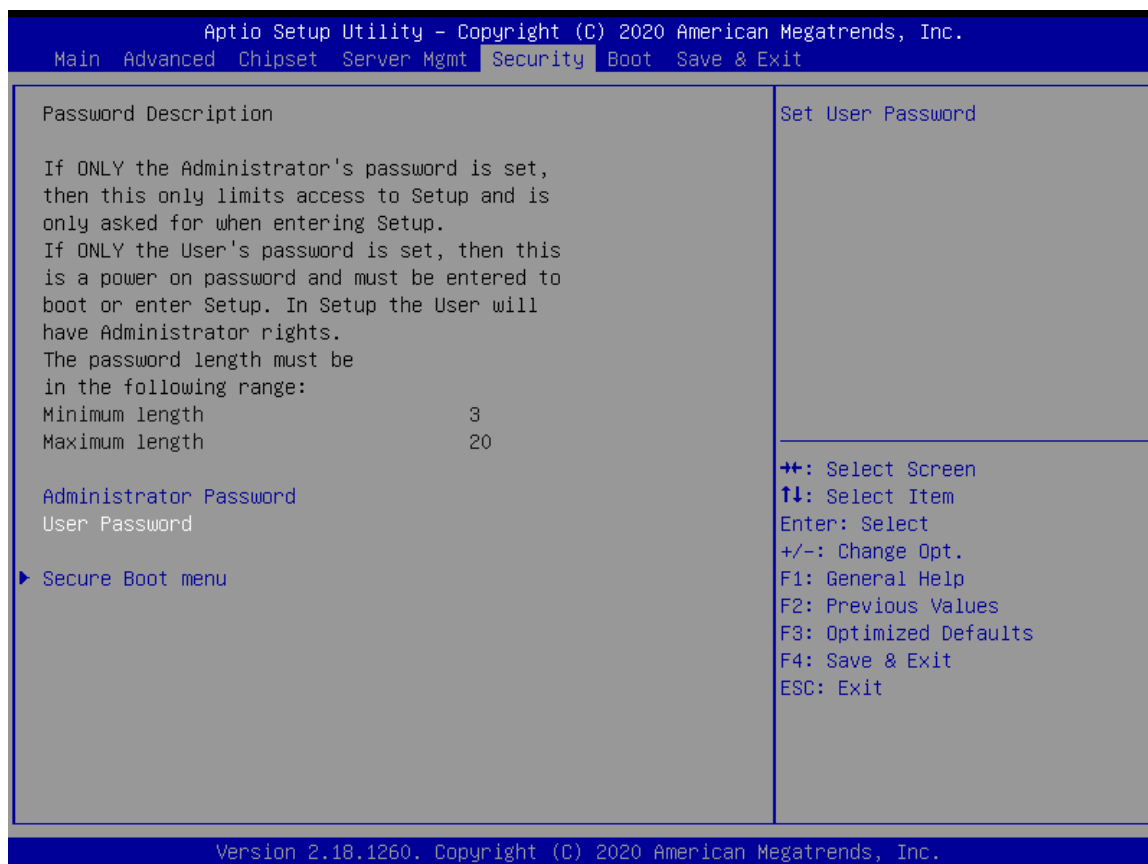 Aptio Setup Utility – Copyright (C) 2020 American Megatrends, Inc.
Main Advanced Chipset Server Mgmt Security Boot Save & Exit
Password Description
If ONLY the Administrator's password is set,
then this only limits access to Setup and is
only asked for when entering Setup.
If ONLY the User's password is set, then this
is a power on password and must be entered to
boot or enter Setup. In Setup the User will
have Administrator rights.
The password length must be
in the following range:
Minimum length 3
Maximum length 20
Administrator Password
User Password
Secure Boot menu
Set User Password
→←: Select Screen
↑↓: Select Item
Enter: Select
+/-: Change Opt.
F1: General Help
F2: Previous Values
F3: Optimized Defaults
F4: Save & Exit
ESC: Exit
Version 2.18.1260. Copyright (C) 2020 American Megatrends, Inc.